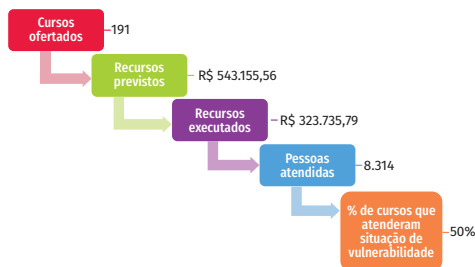 Cursos
ofertados
191
Recursos
previstos
R$ 543.155,56
Recursos
executados
R$ 323.735,79
Pessoas
atendidas
8.314
% de cursos que
atenderam
situação de
vulnerabilidade
50%